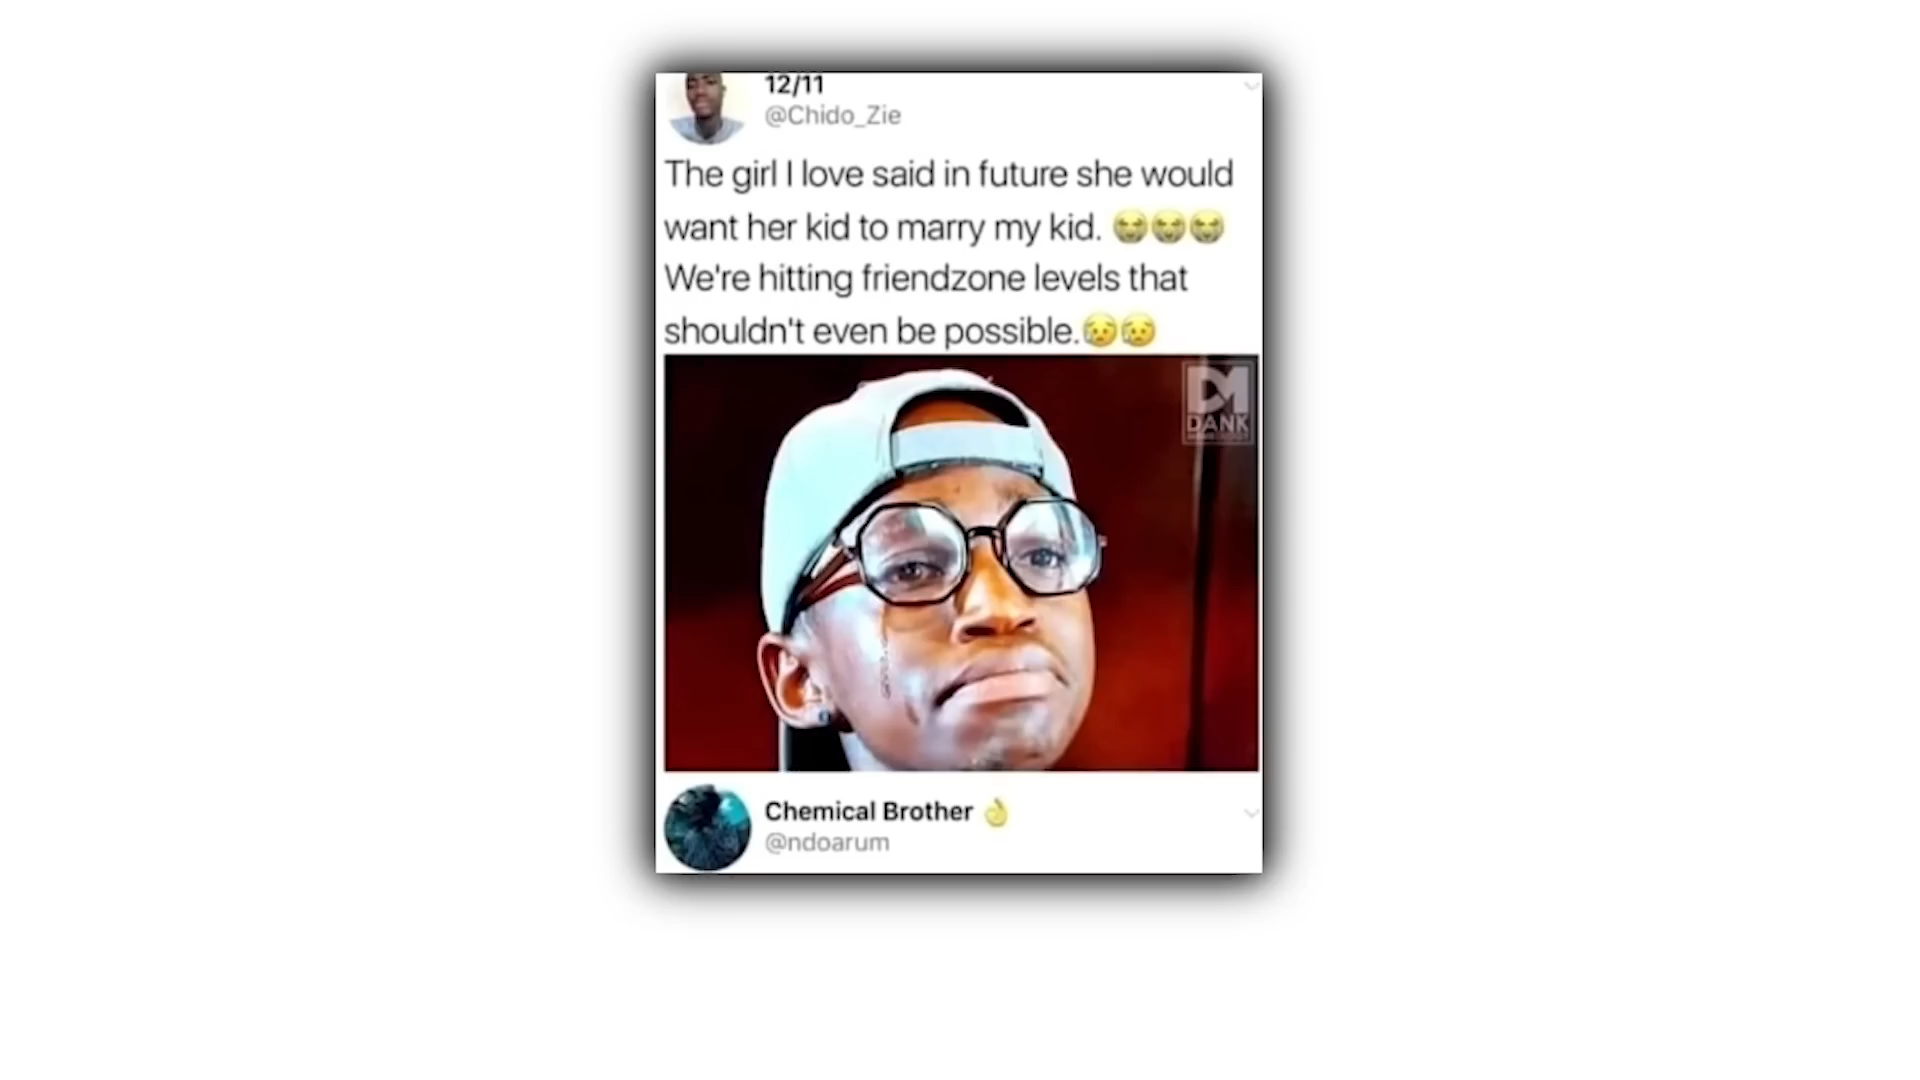 12/11
@Chido_Zie
The girl I love said in future she would
want her kid to marry my kid. 😭😭😭
We're hitting friendzone levels that
shouldn't even be possible.😥😥
DM
DANK
Chemical Brother 👌
@ndoarum